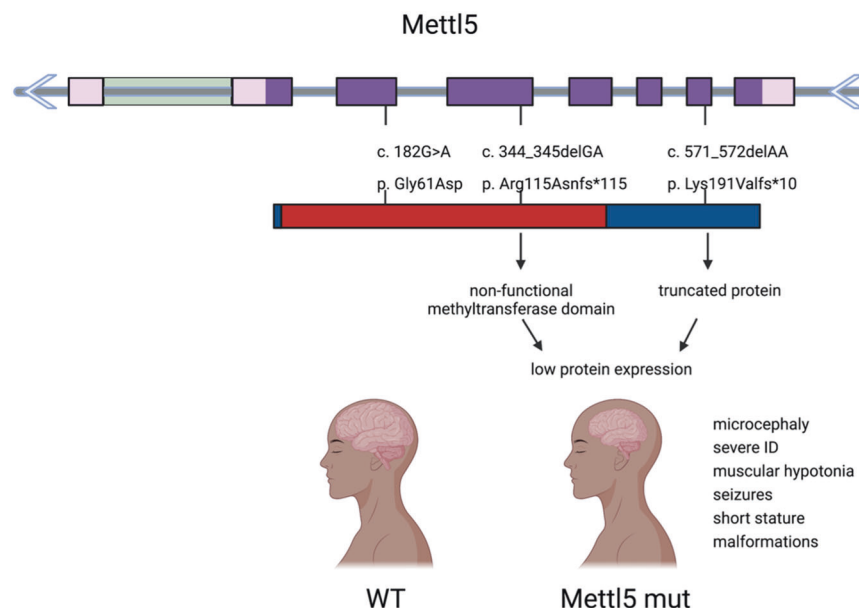 Mettl5
c. 182G>A
c. 344_345delGA
c. 571_572delAA
p. Gly61Asp
p. Arg115Asnfs*115
p. Lys191Valfs*10
non-functional
methyltransferase domain
truncated protein
low protein expression
microcephaly
severe ID
muscular hypotonia
seizures
short stature
malformations
WT
Mettl5 mut